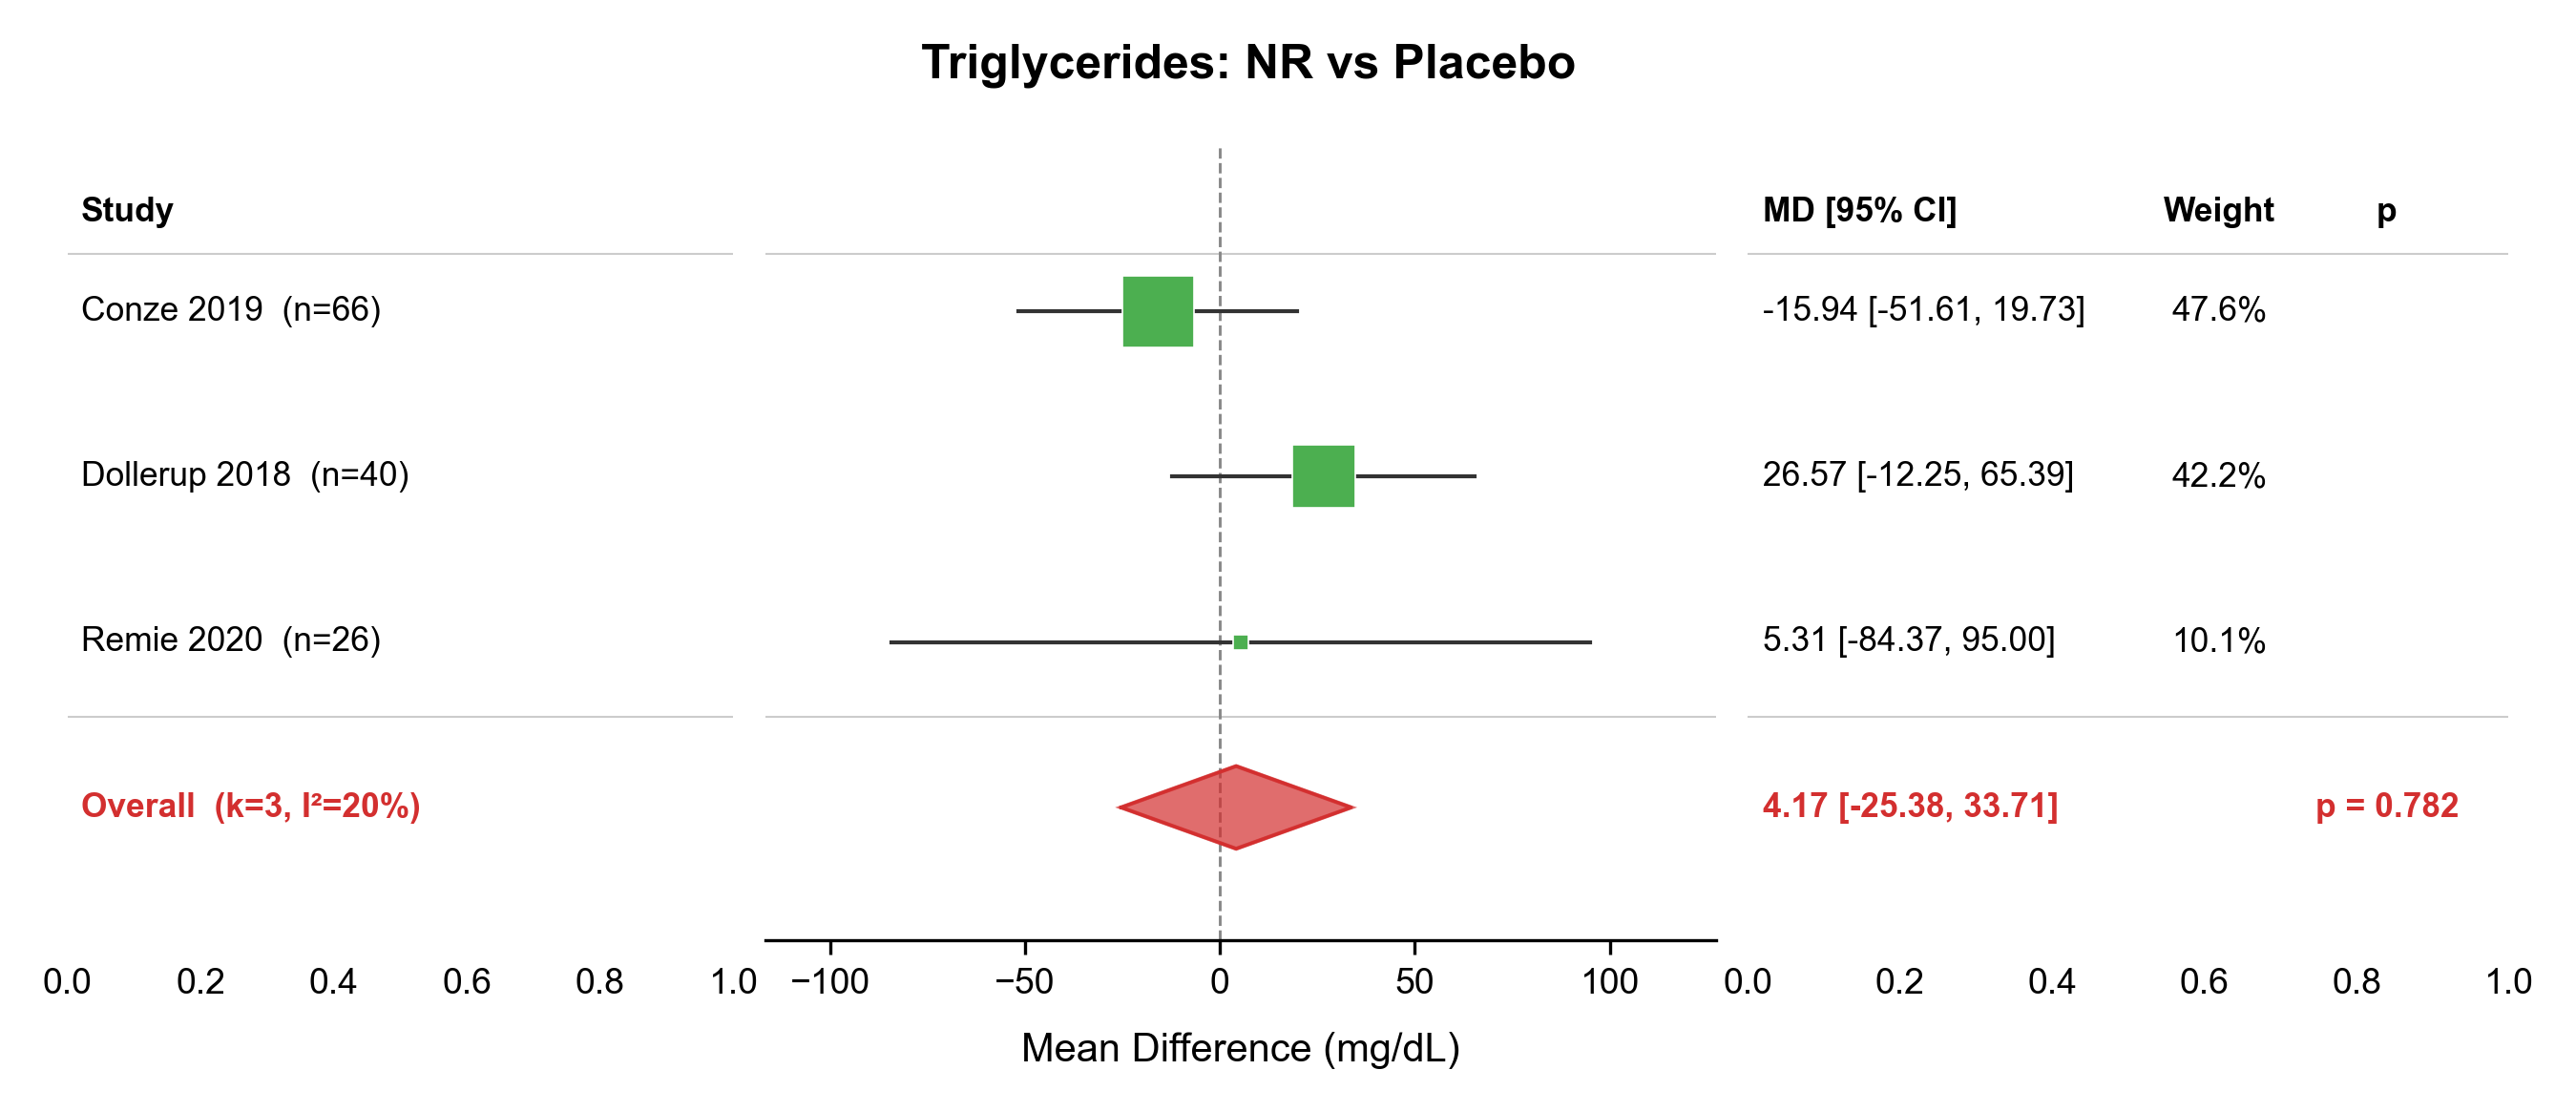 Triglycerides: NR vs Placebo
Study MD [95% CI] Weight p
Conze 2019 (n=66) -15.94 [-51.61, 19.73] 47.6%
Dollerup 2018 (n=40) 26.57 [-12.25, 65.39] 42.2%
Remie 2020 (n=26) 5.31 [-84.37, 95.00] 10.1%
Overall (k=3, I²=20%) 4.17 [-25.38, 33.71] p = 0.782
0.0 0.2 0.4 0.6 0.8 1.0 −100 −50 0 50 100 0.0 0.2 0.4 0.6 0.8 1.0
Mean Difference (mg/dL)